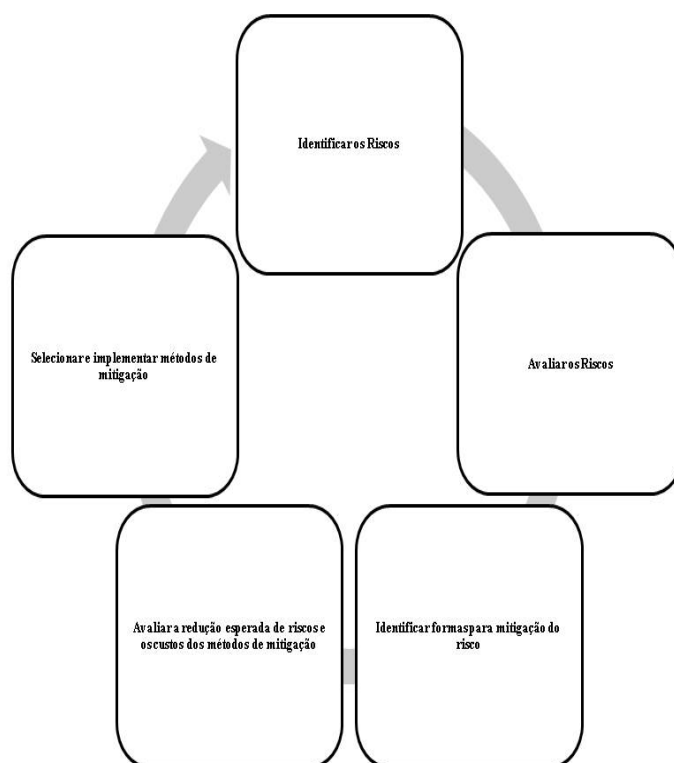 Identificar os Riscos
Avaliar os Riscos
Identificar formas para mitigação do
risco
Avaliar a redução esperada de riscos e
os custos dos métodos de mitigação
Selecionar e implementar métodos de
mitigação